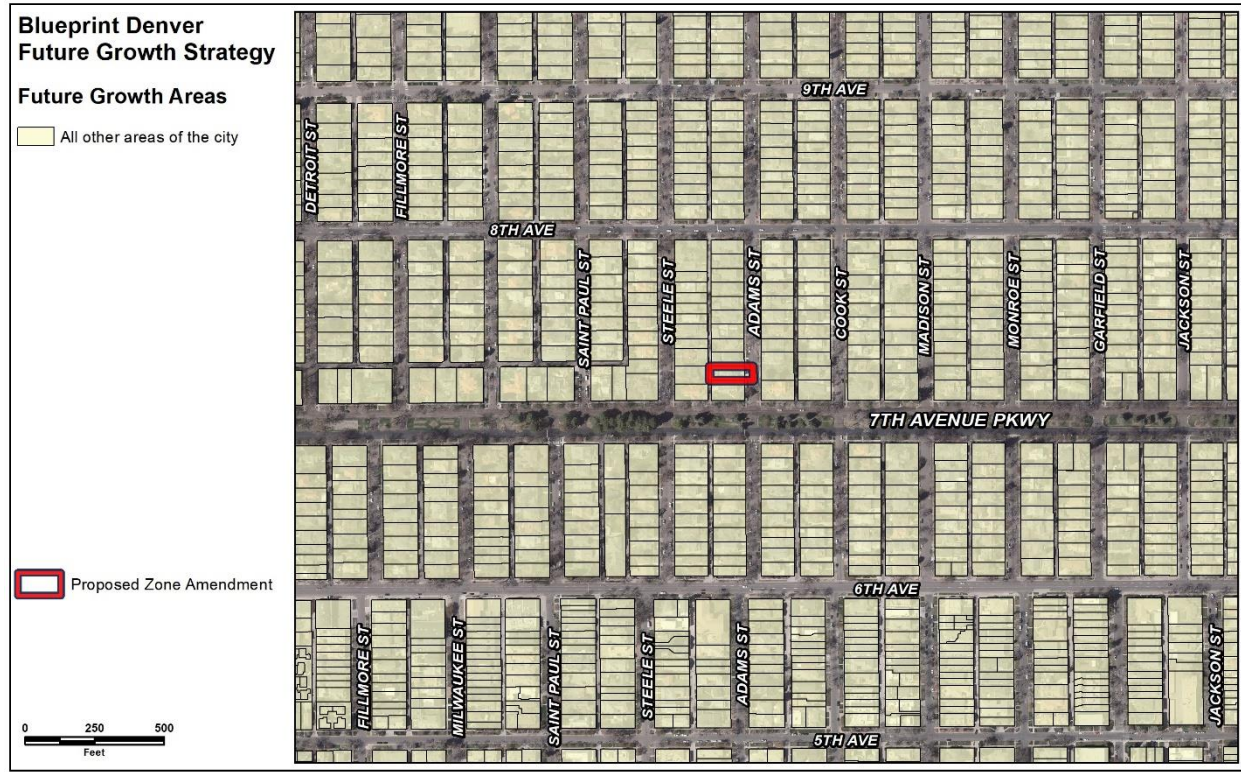 Blueprint Denver
Future Growth Strategy
Future Growth Areas
All other areas of the city
Proposed Zone Amendment
0 250 500
Feet
9TH AVE
DETROIT ST
FILLMORE ST
8TH AVE
SAINT PAUL ST
STEELE ST
ADAMS ST
COOK ST
MADISON ST
MONROE ST
GARFIELD ST
JACKSON ST
7TH AVENUE PKWY
6TH AVE
FILLMORE ST
MILWAUKEE ST
SAINT PAUL ST
STEELE ST
ADAMS ST
JACKSON ST
5TH AVE